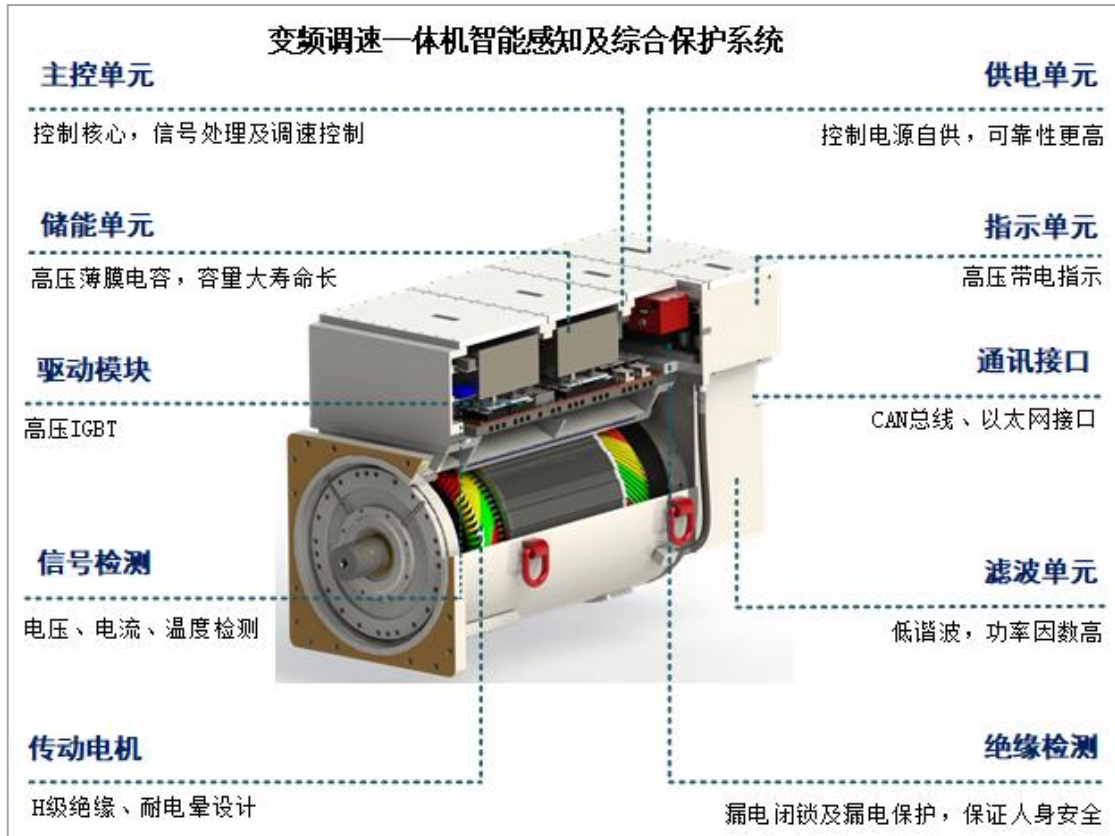 变频调速一体机智能感知及综合保护系统
主控单元
控制核心，信号处理及调速控制
供电单元
控制电源自供，可靠性更高
储能单元
高压薄膜电容，容量大寿命长
指示单元
高压带电指示
驱动模块
高压IGBT
通讯接口
CAN总线、以太网接口
信号检测
电压、电流、温度检测
滤波单元
低谐波，功率因数高
传动电机
H级绝缘、耐电晕设计
绝缘检测
漏电闭锁及漏电保护，保证人身安全